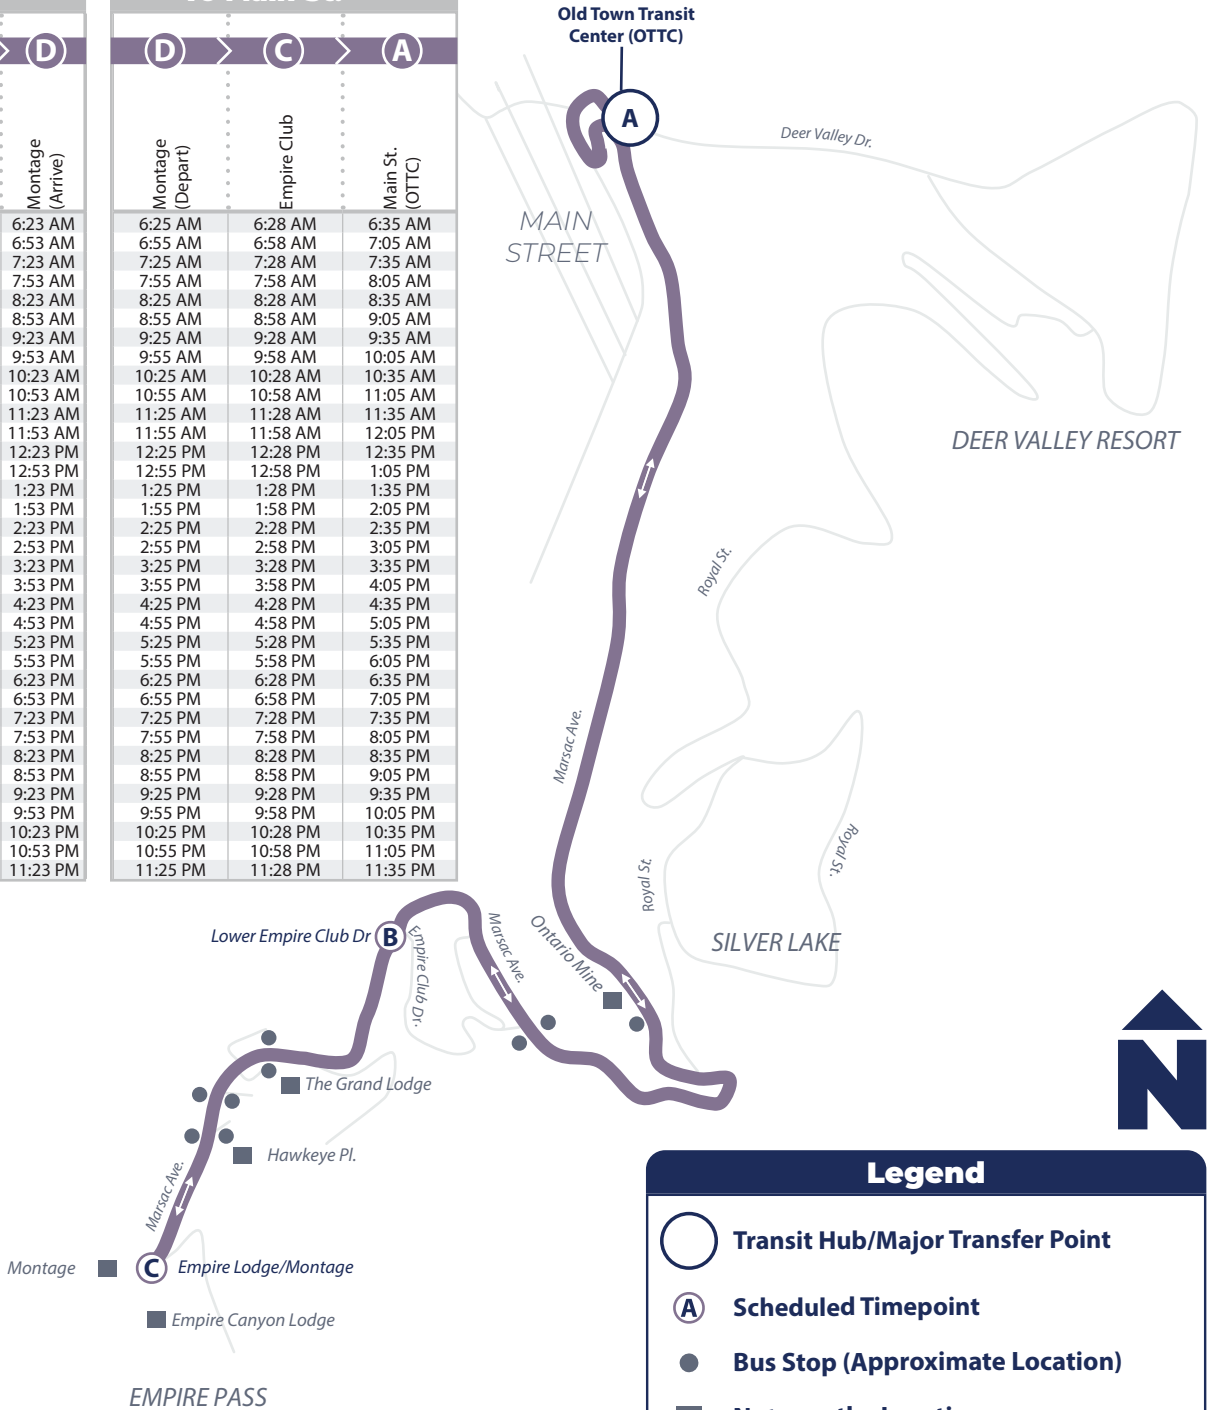 D
D C A
Montage
(Arrive)
Montage
(Depart)
Empire Club
Main St.
(OTTC)
6:23 AM 6:25 AM 6:28 AM 6:35 AM
6:53 AM 6:55 AM 6:58 AM 7:05 AM
7:23 AM 7:25 AM 7:28 AM 7:35 AM
7:53 AM 7:55 AM 7:58 AM 8:05 AM
8:23 AM 8:25 AM 8:28 AM 8:35 AM
8:53 AM 8:55 AM 8:58 AM 9:05 AM
9:23 AM 9:25 AM 9:28 AM 9:35 AM
9:53 AM 9:55 AM 9:58 AM 10:05 AM
10:23 AM 10:25 AM 10:28 AM 10:35 AM
10:53 AM 10:55 AM 10:58 AM 11:05 AM
11:23 AM 11:25 AM 11:28 AM 11:35 AM
11:53 AM 11:55 AM 11:58 AM 12:05 PM
12:23 PM 12:25 PM 12:28 PM 12:35 PM
12:53 PM 12:55 PM 12:58 PM 1:05 PM
1:23 PM 1:25 PM 1:28 PM 1:35 PM
1:53 PM 1:55 PM 1:58 PM 2:05 PM
2:23 PM 2:25 PM 2:28 PM 2:35 PM
2:53 PM 2:55 PM 2:58 PM 3:05 PM
3:23 PM 3:25 PM 3:28 PM 3:35 PM
3:53 PM 3:55 PM 3:58 PM 4:05 PM
4:23 PM 4:25 PM 4:28 PM 4:35 PM
4:53 PM 4:55 PM 4:58 PM 5:05 PM
5:23 PM 5:25 PM 5:28 PM 5:35 PM
5:53 PM 5:55 PM 5:58 PM 6:05 PM
6:23 PM 6:25 PM 6:28 PM 6:35 PM
6:53 PM 6:55 PM 6:58 PM 7:05 PM
7:23 PM 7:25 PM 7:28 PM 7:35 PM
7:53 PM 7:55 PM 7:58 PM 8:05 PM
8:23 PM 8:25 PM 8:28 PM 8:35 PM
8:53 PM 8:55 PM 8:58 PM 9:05 PM
9:23 PM 9:25 PM 9:28 PM 9:35 PM
9:53 PM 9:55 PM 9:58 PM 10:05 PM
10:23 PM 10:25 PM 10:28 PM 10:35 PM
10:53 PM 10:55 PM 10:58 PM 11:05 PM
11:23 PM 11:25 PM 11:28 PM 11:35 PM
Old Town Transit
Center (OTTC)
A
Deer Valley Dr.
MAIN
STREET
DEER VALLEY RESORT
Royal St.
Marsac Ave.
Royal St.
Royal St.
SILVER LAKE
Ontario Mine
Marsac Ave.
Lower Empire Club Dr
B
Empire Club Dr.
The Grand Lodge
Hawkeye Pl.
Marsac Ave.
Montage
C
Empire Lodge/Montage
Empire Canyon Lodge
EMPIRE PASS
N
Legend
Transit Hub/Major Transfer Point
A
Scheduled Timepoint
Bus Stop (Approximate Location)